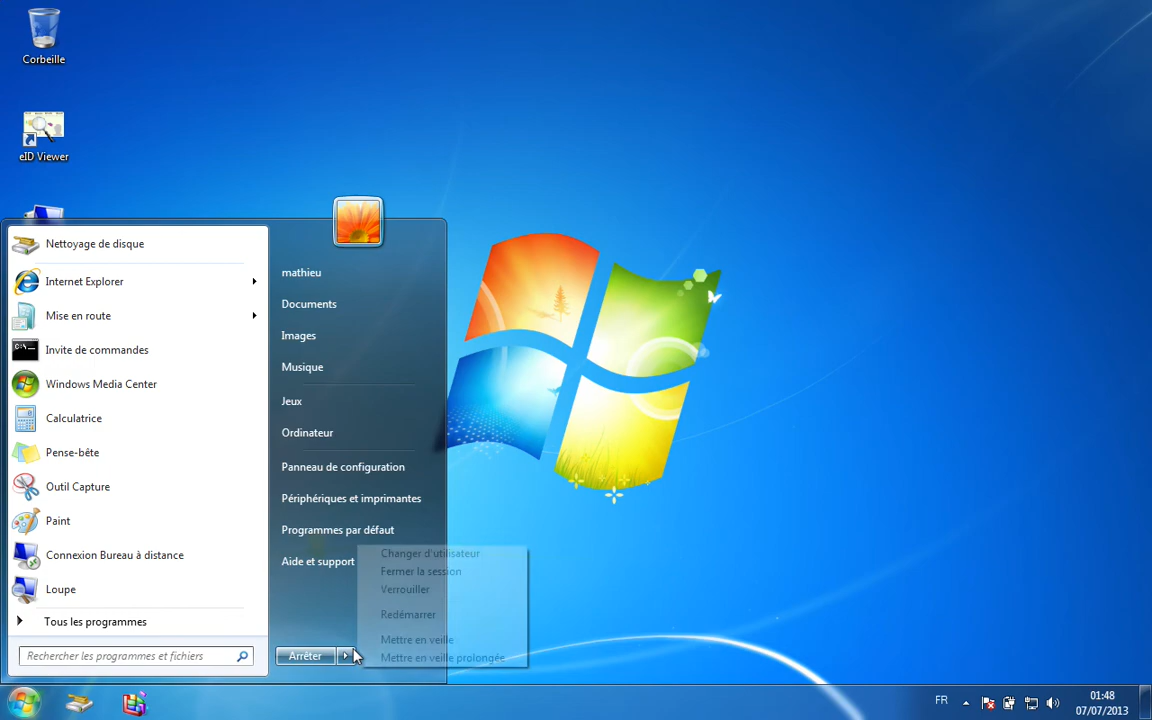 Corbeille
eID Viewer
Nettoyage de disque
Internet Explorer
Mise en route
Invite de commandes
Windows Media Center
Calculatrice
Pense-bête
Outil Capture
Paint
Connexion Bureau à distance
Loupe
Tous les programmes
Rechercher les programmes et fichiers
mathieu
Documents
Images
Musique
Jeux
Ordinateur
Panneau de configuration
Périphériques et imprimantes
Programmes par défaut
Aide et support
Arrêter
Changer d'utilisateur
Fermer la session
Verrouiller
Redémarrer
Mettre en veille
Mettre en veille prolongée
FR
01:48
07/07/2013